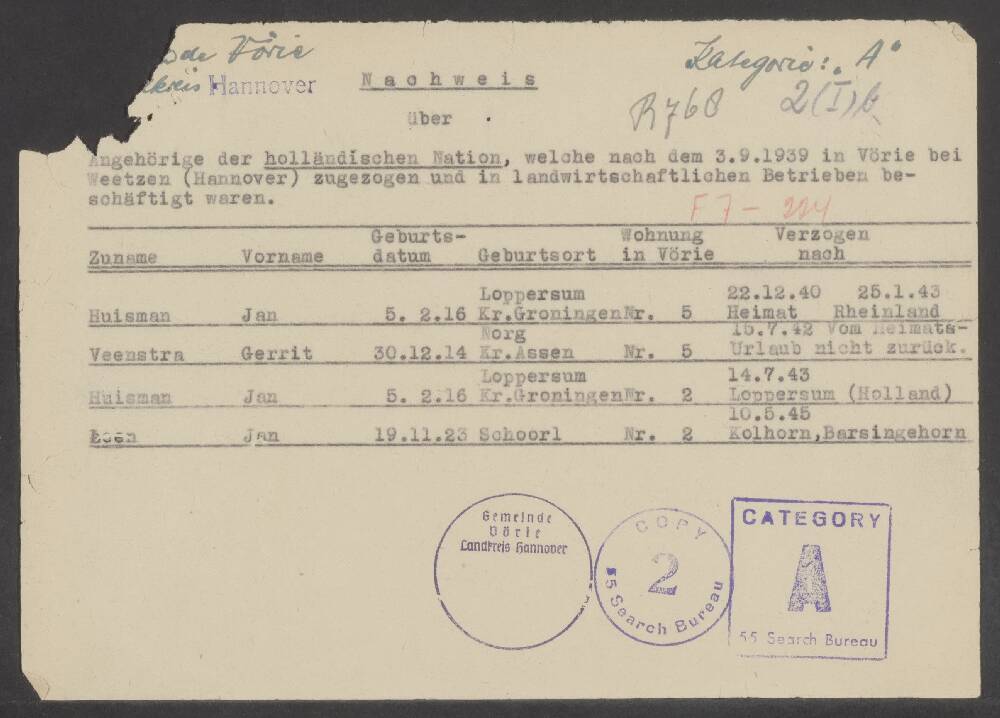 de Vörie
kreis Hannover
Kategorie: "A"
Nachweis
R768
2(I)b
über
Angehörige der holländischen Nation, welche nach dem 3.9.1939 in Vörie bei
Weetzen (Hannover) zugezogen und in landwirtschaftlichen Betrieben be-
schäftigt waren.
F7-224
Geburts- Wohnung Verzogen
Zuname Vorname datum Geburtsort in Vörie nach
Loppersum 22.12.40 25.1.43
Huisman Jan 5. 2.16 Kr.Groningen Nr. 5 Heimat Rheinland
Norg 15.7.42 Vom Heimats-
Veenstra Gerrit 30.12.14 Kr.Assen Nr. 5 Urlaub nicht zurück.
Loppersum 14.7.43
Huisman Jan 5. 2.16 Kr.Groningen Nr. 2 Loppersum (Holland)
10.5.45
Jan 19.11.23 Schoorl Nr. 2 Kolhorn,Barsingehorn
Gemeinde
Vörie
Landkreis Hannover
COPY
2
55 Search Bureau
CATEGORY
A
55 Search Bureau